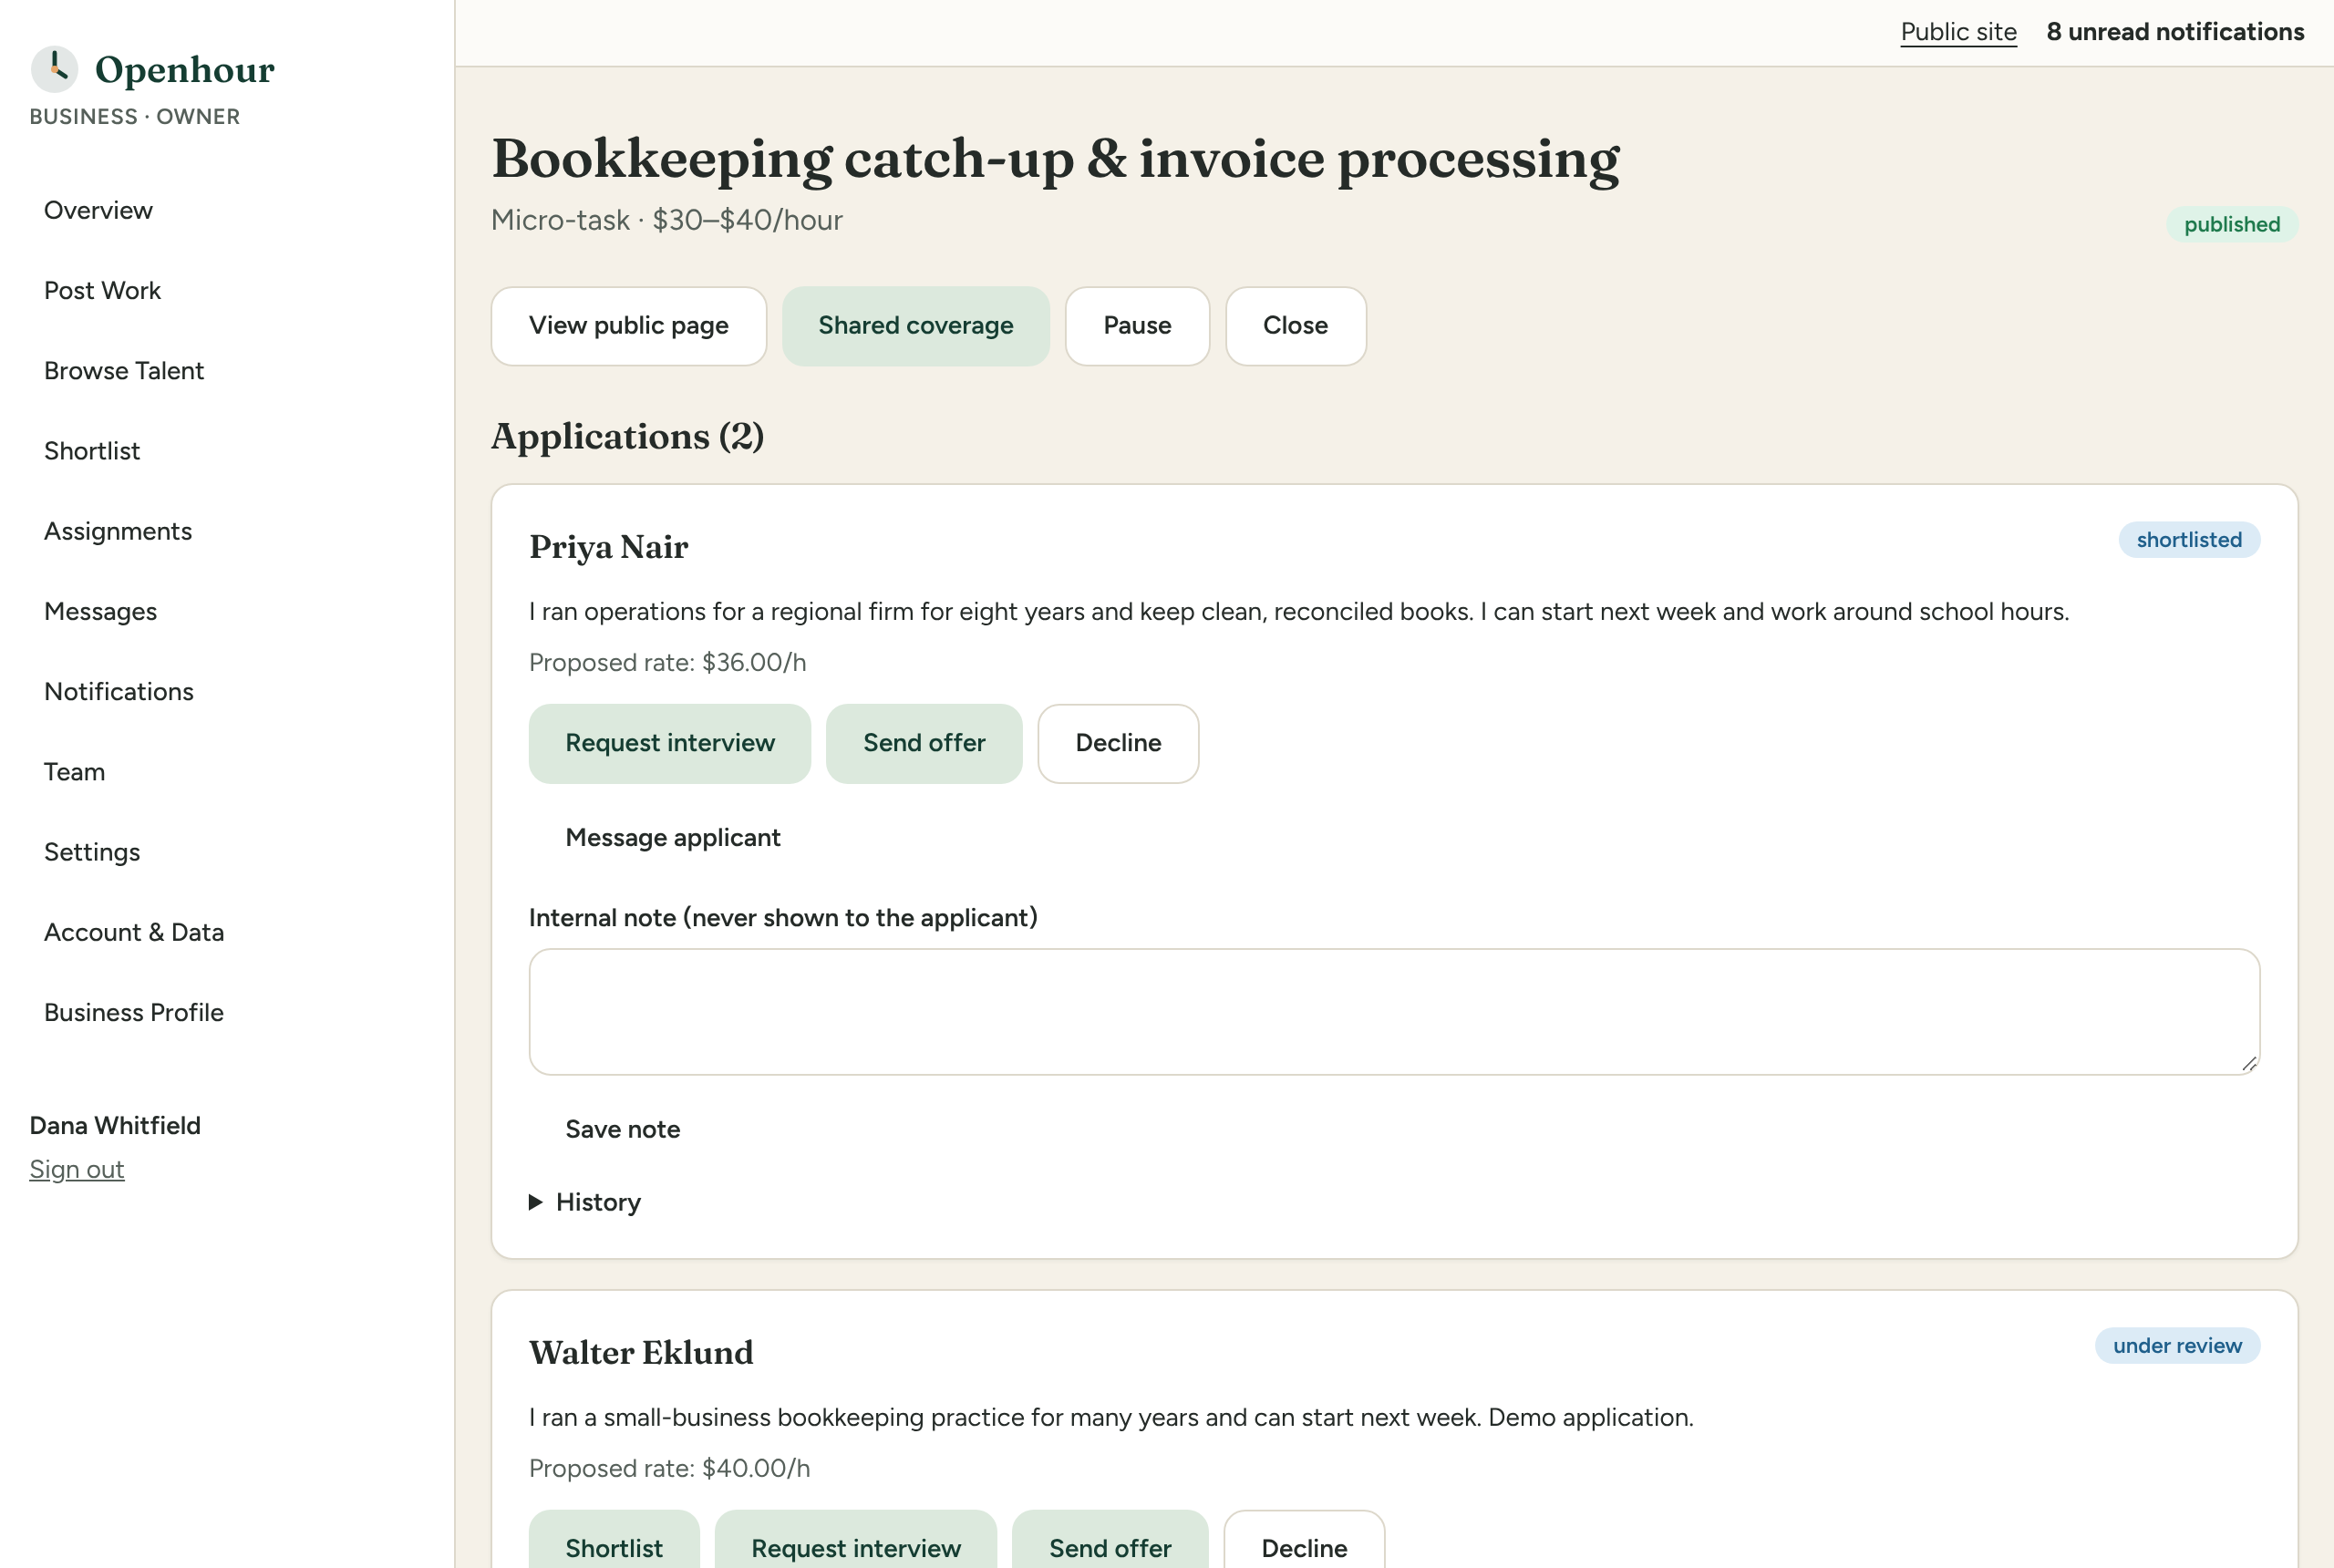 Openhour
BUSINESS · OWNER
Overview
Post Work
Browse Talent
Shortlist
Assignments
Messages
Notifications
Team
Settings
Account & Data
Business Profile
Dana Whitfield
Sign out
Public site
8 unread notifications
Bookkeeping catch-up & invoice processing
Micro-task · $30–$40/hour
published
View public page
Shared coverage
Pause
Close
Applications (2)
Priya Nair
shortlisted
I ran operations for a regional firm for eight years and keep clean, reconciled books. I can start next week and work around school hours.
Proposed rate: $36.00/h
Request interview
Send offer
Decline
Message applicant
Internal note (never shown to the applicant)
Save note
History
Walter Eklund
under review
I ran a small-business bookkeeping practice for many years and can start next week. Demo application.
Proposed rate: $40.00/h
Shortlist
Request interview
Send offer
Decline